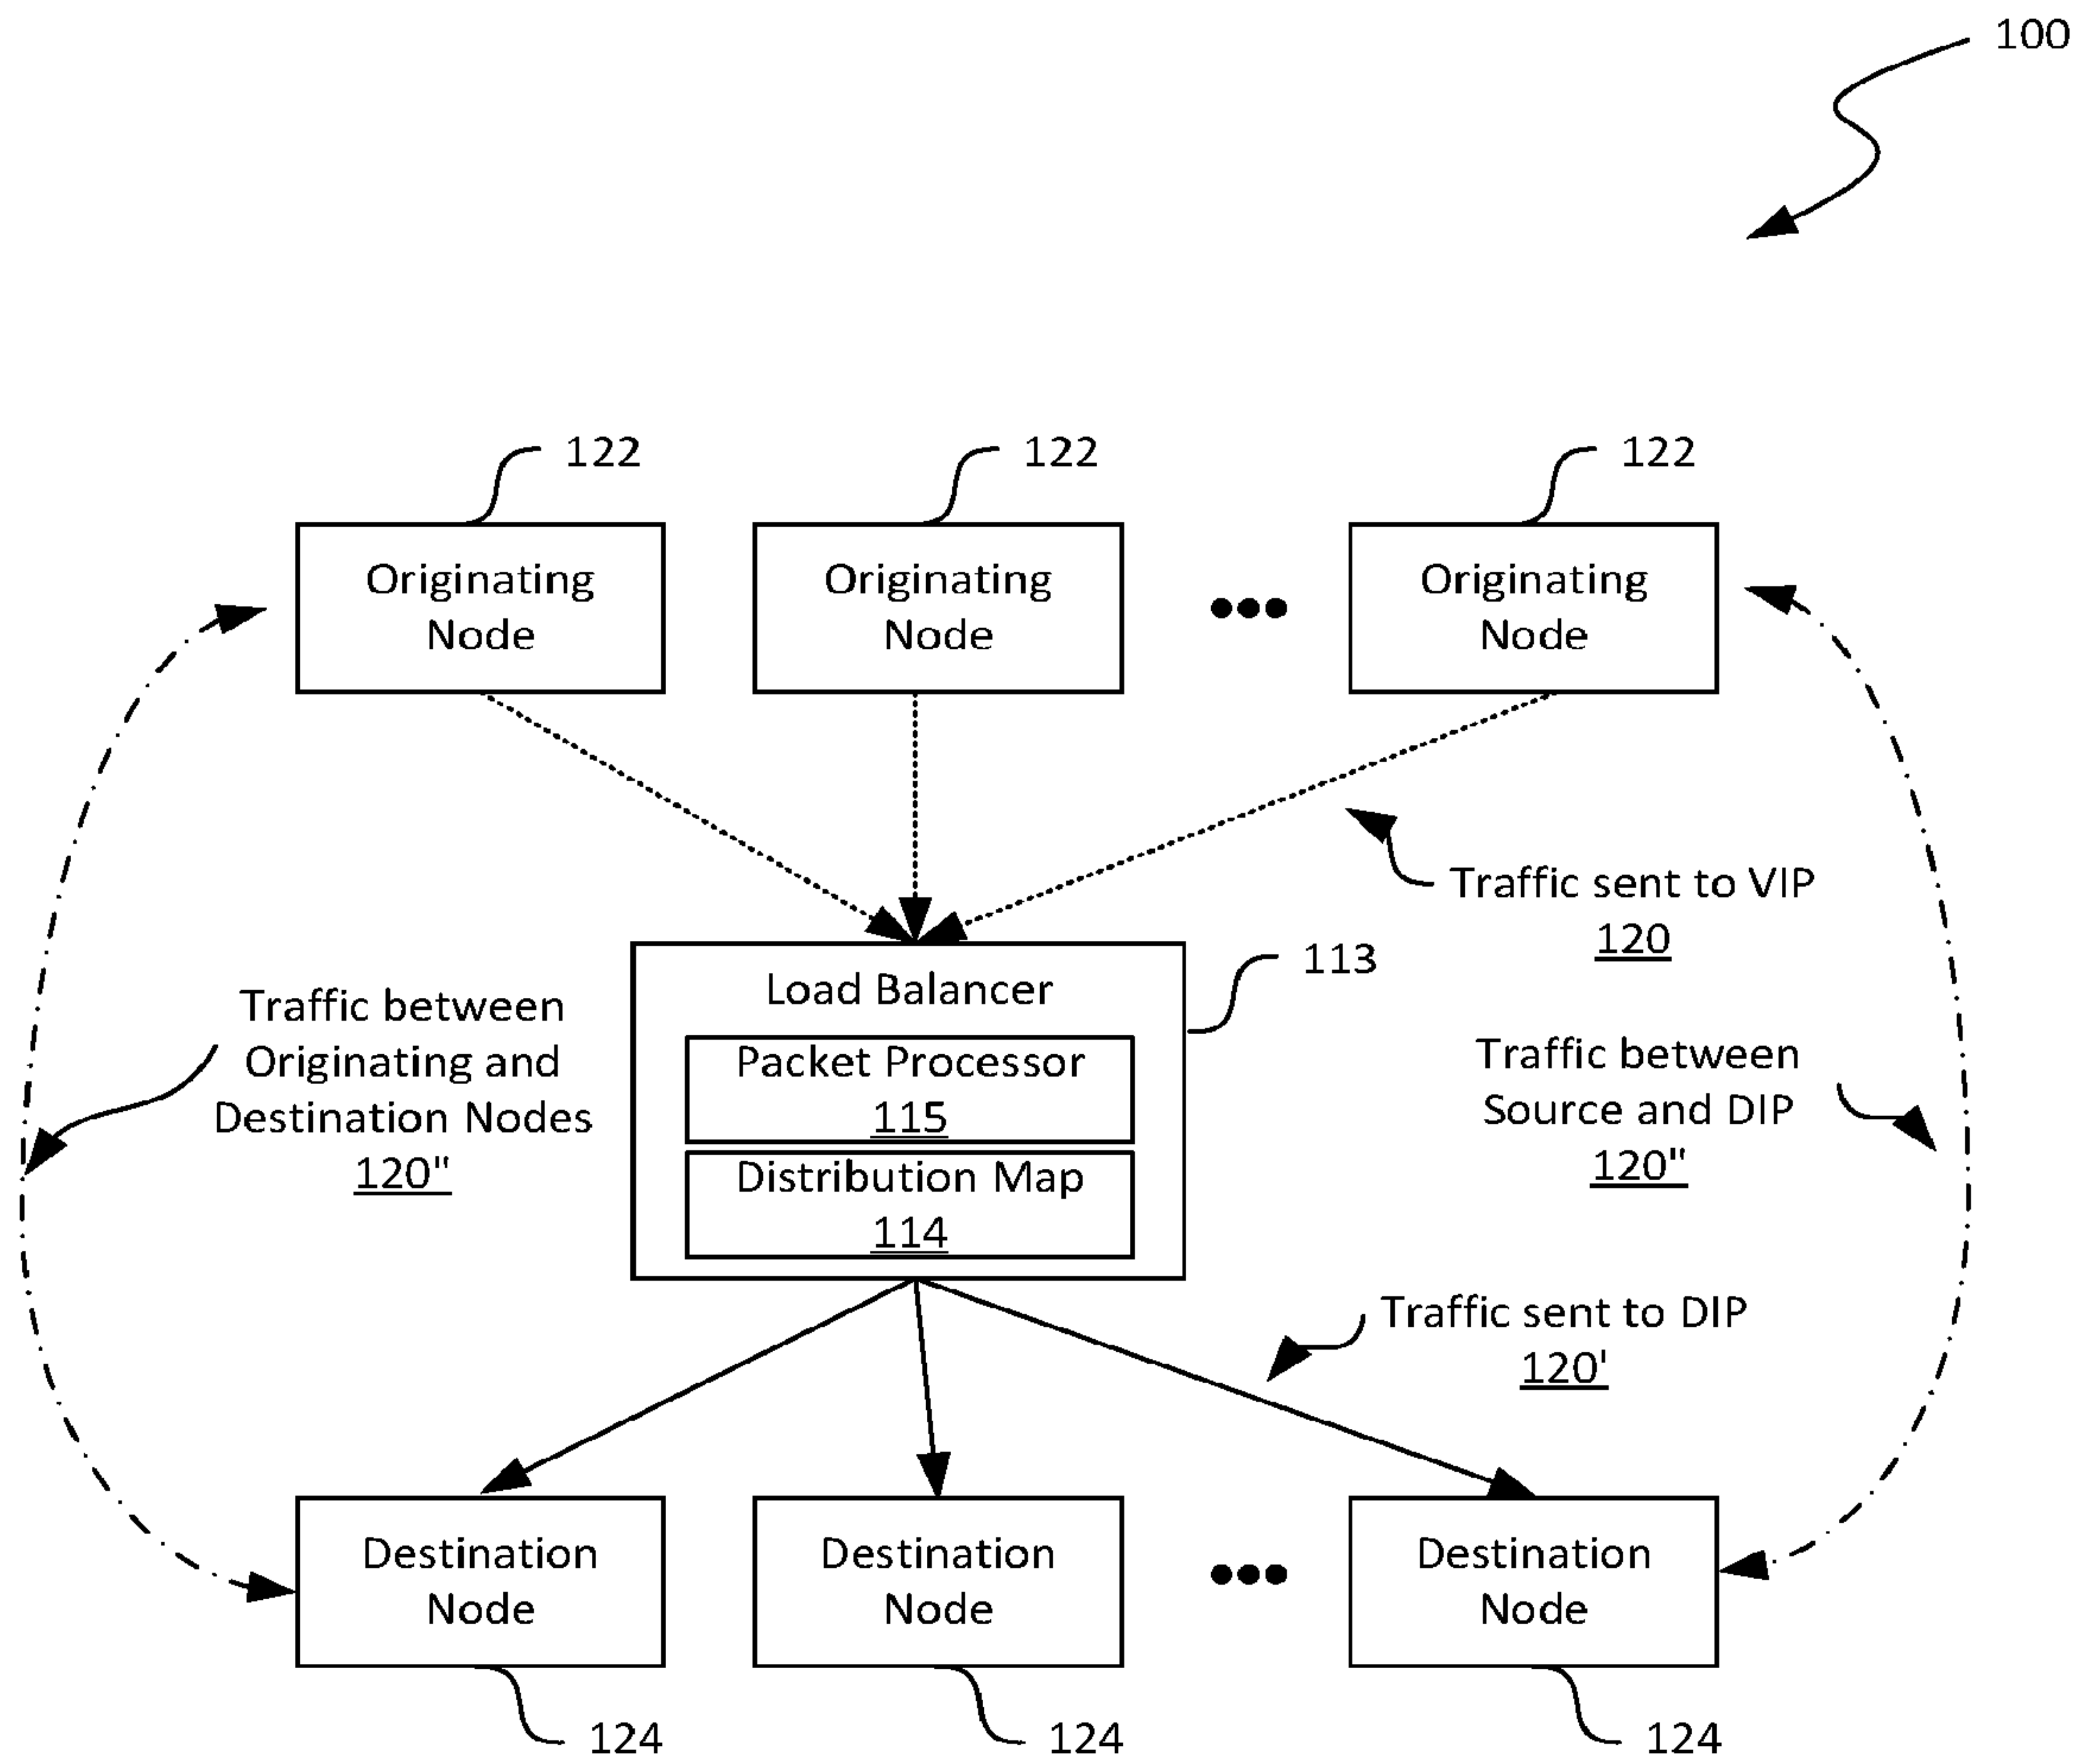 100
122
122
122
Originating
Node
Originating
Node
Originating
Node
Traffic sent to VIP
120
113
Load Balancer
Packet Processor
115
Distribution Map
114
Traffic between
Originating and
Destination Nodes
120"
Traffic between
Source and DIP
120"
Traffic sent to DIP
120'
Destination
Node
Destination
Node
Destination
Node
124
124
124